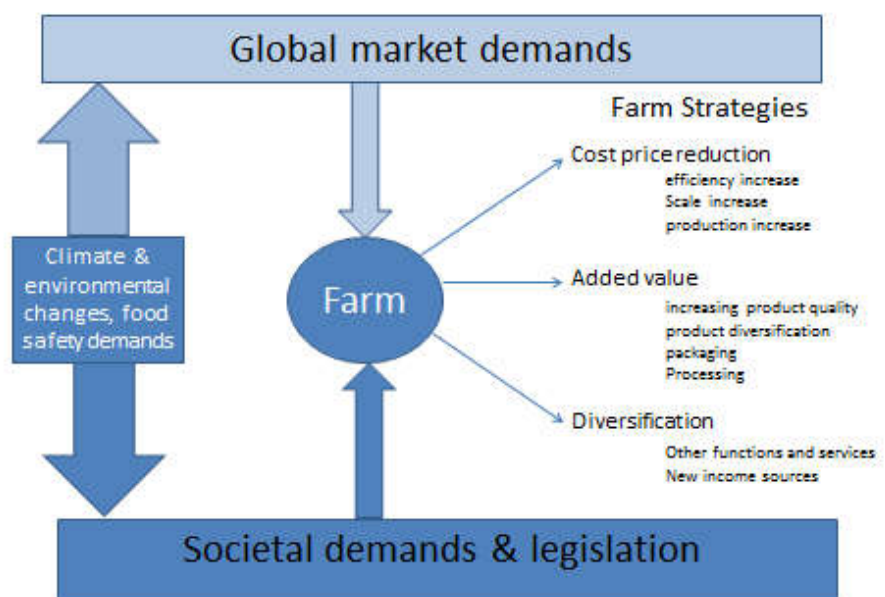 Global market demands
Farm Strategies
Cost price reduction
efficiency increase
Scale increase
production increase
Climate &
environmental
changes, food
safety demands
Farm
Added value
increasing product quality
product diversification
packaging
Processing
Diversification
Other functions and services
New income sources
Societal demands & legislation